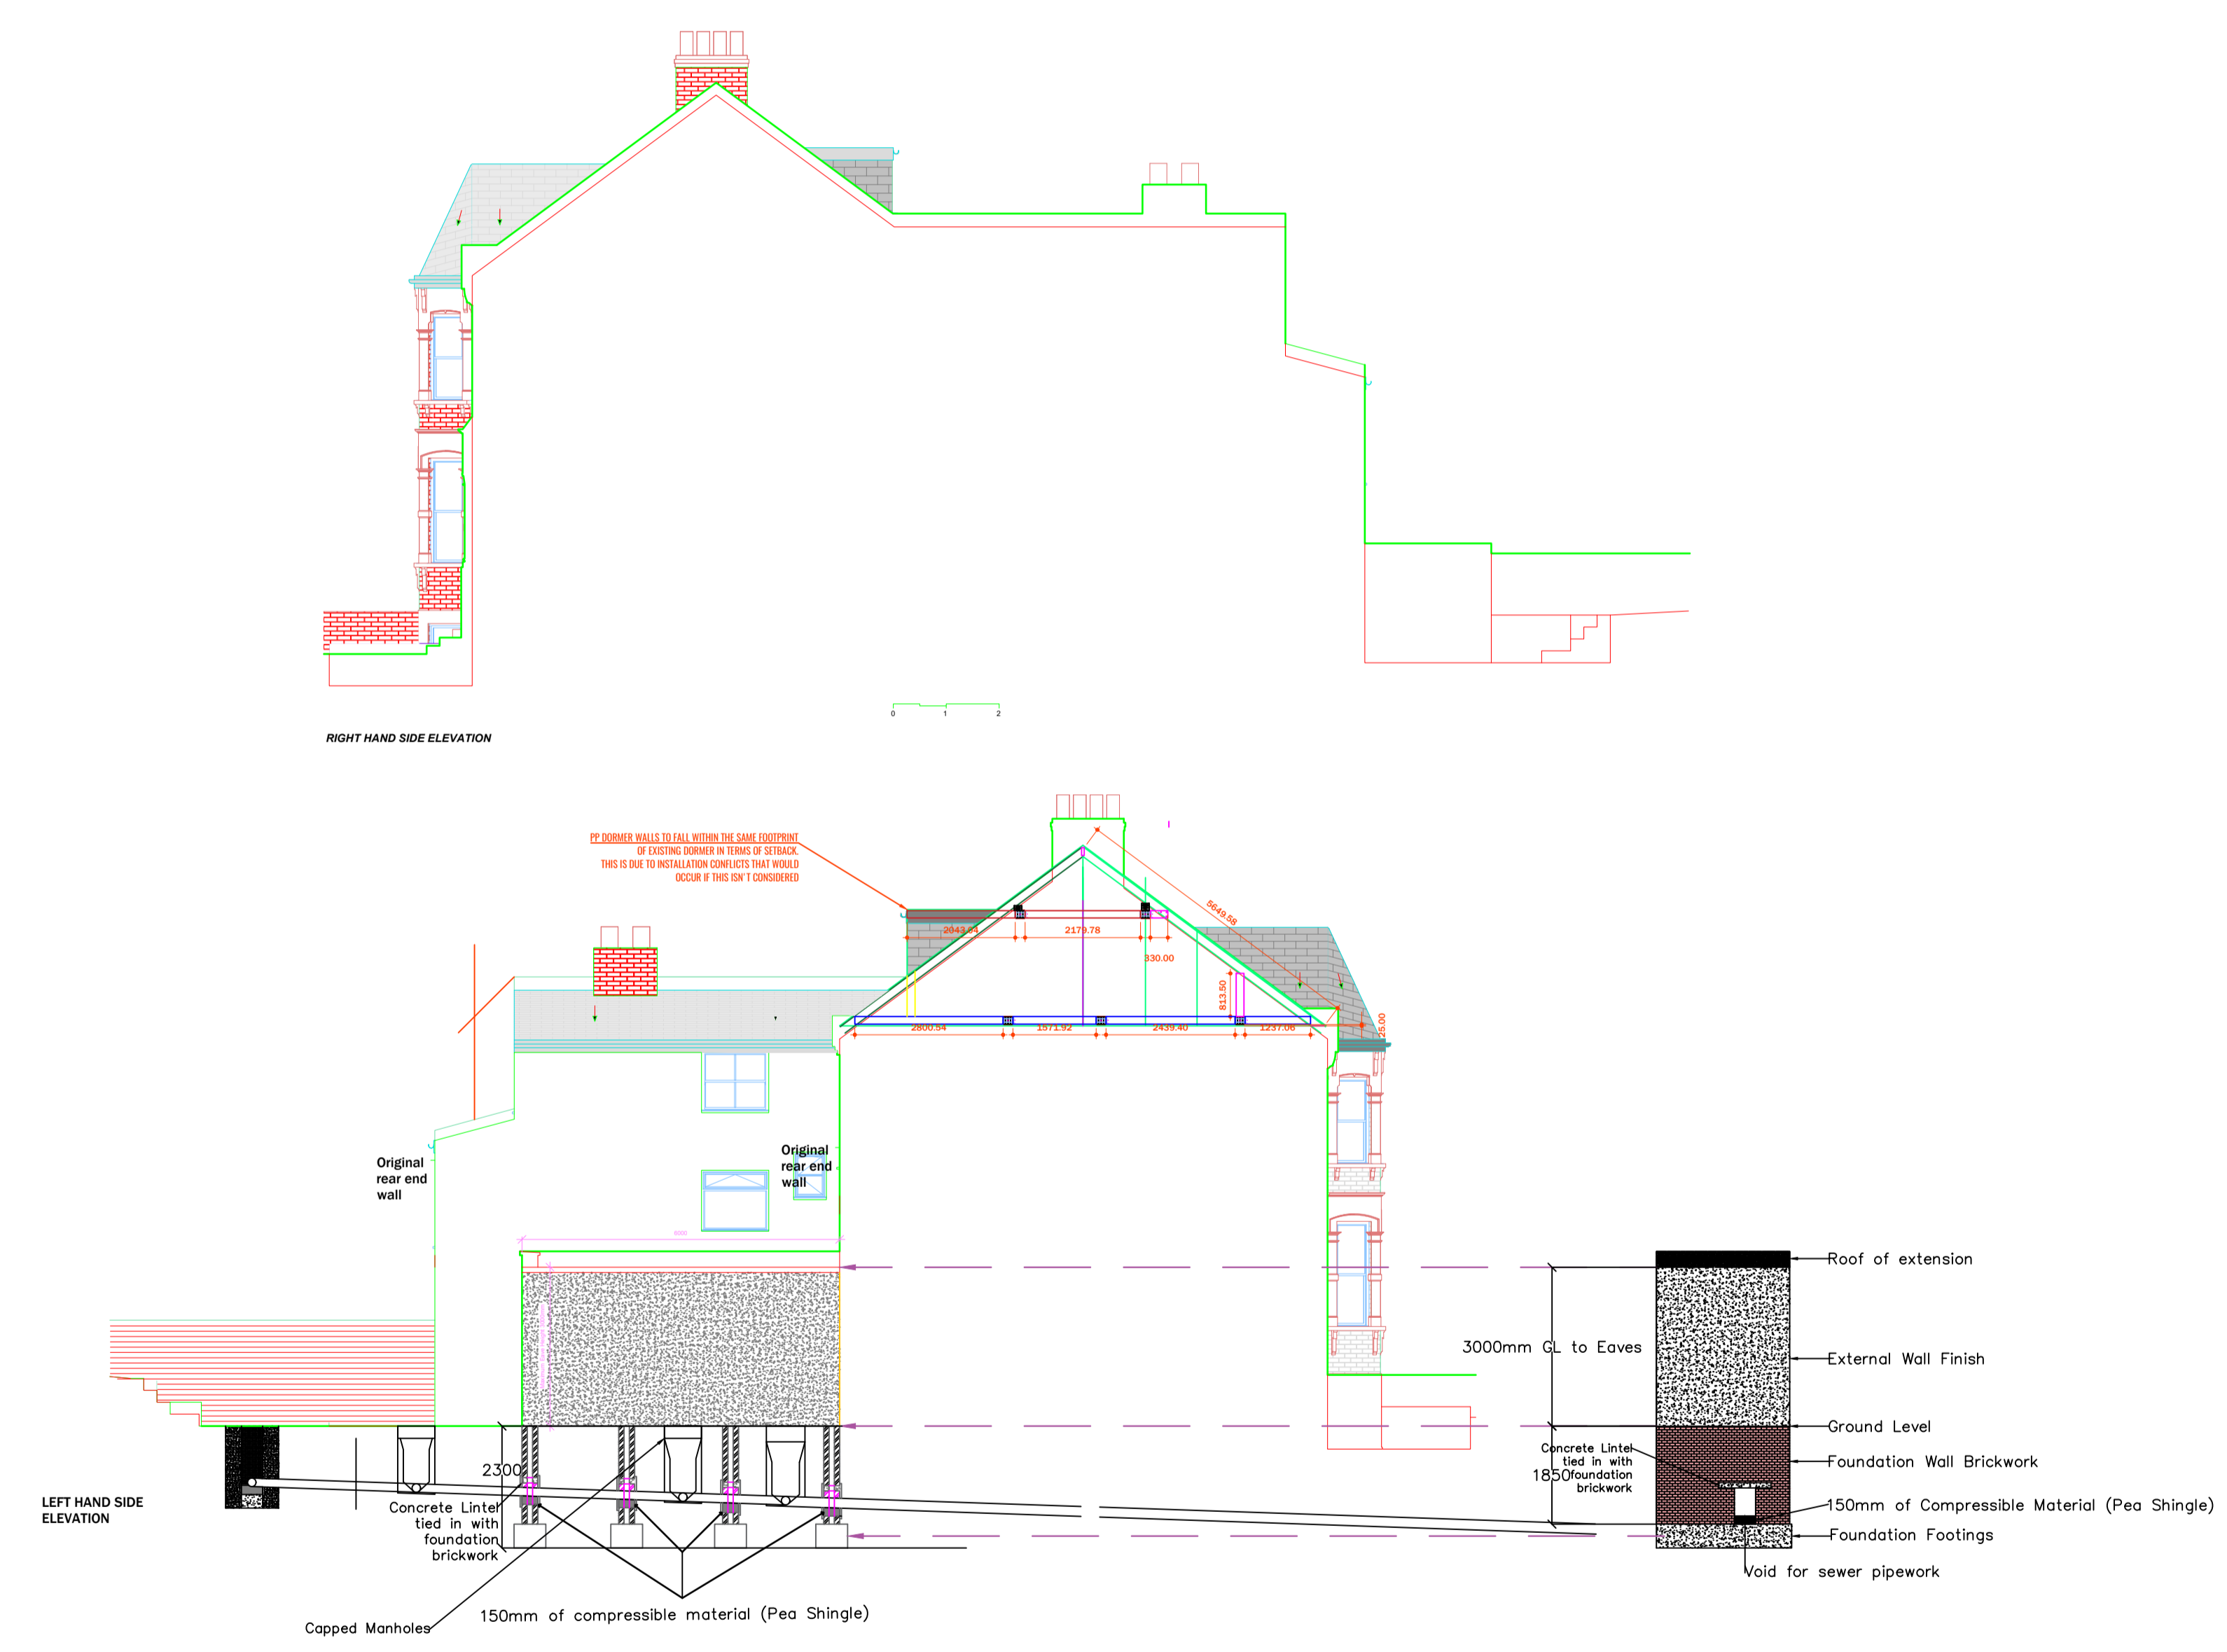 0 1 2
RIGHT HAND SIDE ELEVATION
PP DORMER WALLS TO FALL WITHIN THE SAME FOOTPRINT
OF EXISTING DORMER IN TERMS OF SETBACK.
THIS IS DUE TO INSTALLATION CONFLICTS THAT WOULD
OCCUR IF THIS ISN'T CONSIDERED
5649.58
2043.94
2179.78
330.00
813.50
2800.54
1571.92
2439.40
1237.06
25.00
Original
rear end
wall
Original
rear end
wall
6000
Roof of extension
3000mm GL to Eaves
External Wall Finish
Ground Level
Concrete Lintel
tied in with
foundation
brickwork
1850
Foundation Wall Brickwork
150mm of Compressible Material (Pea Shingle)
Foundation Footings
Void for sewer pipework
2300
LEFT HAND SIDE
ELEVATION
Concrete Lintel
tied in with
foundation
brickwork
150mm of compressible material (Pea Shingle)
Capped Manholes